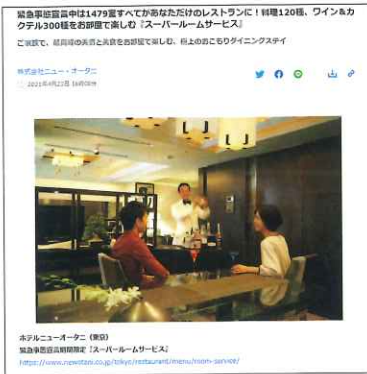 緊急事態宣言中は1479室すべてがあなただけのレストランに！料理120種、ワイン&カ
クテル300種をお部屋で楽しむ『スーパールームサービス』
ご家族で、最高峰の美酒と美食をお部屋で楽しむ、極上のおこもりダイニングステイ
株式会社ニュー・オータニ
2021年4月27日 16時00分
ホテルニューオータニ（東京）
緊急事態宣言期間限定『スーパールームサービス』
https://www.newotani.co.jp/tokyo/restaurant/menu/room-service/